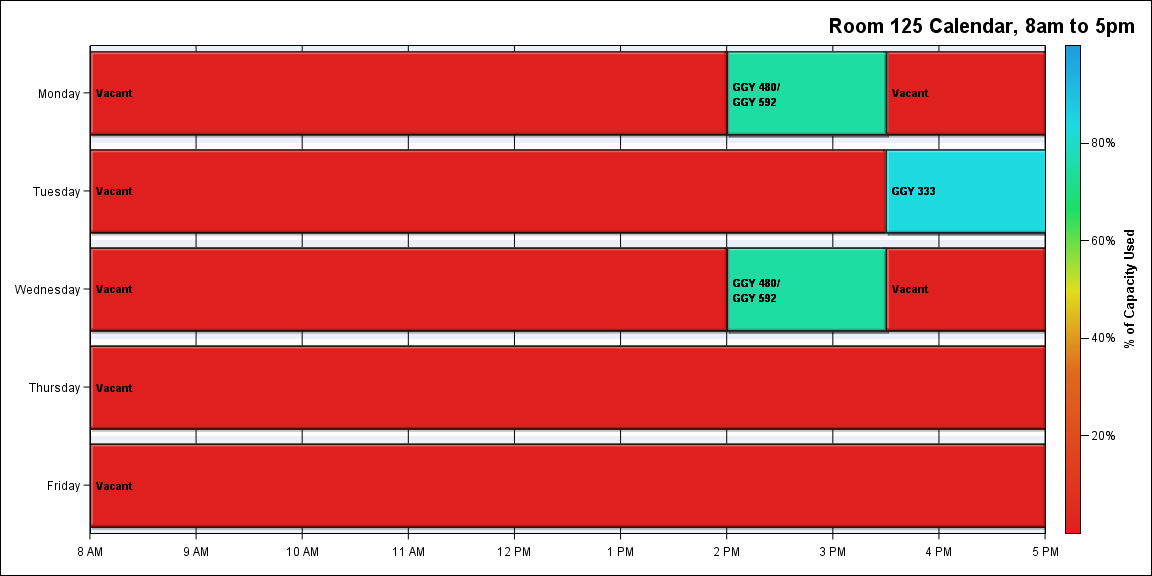 Room 125 Calendar, 8am to 5pm
Monday
Vacant
GGY 480/
GGY 592
Vacant
Tuesday
Vacant
GGY 333
Wednesday
Vacant
GGY 480/
GGY 592
Vacant
Thursday
Vacant
Friday
Vacant
8 AM 9 AM 10 AM 11 AM 12 PM 1 PM 2 PM 3 PM 4 PM 5 PM
80%
60%
40%
20%
% of Capacity Used